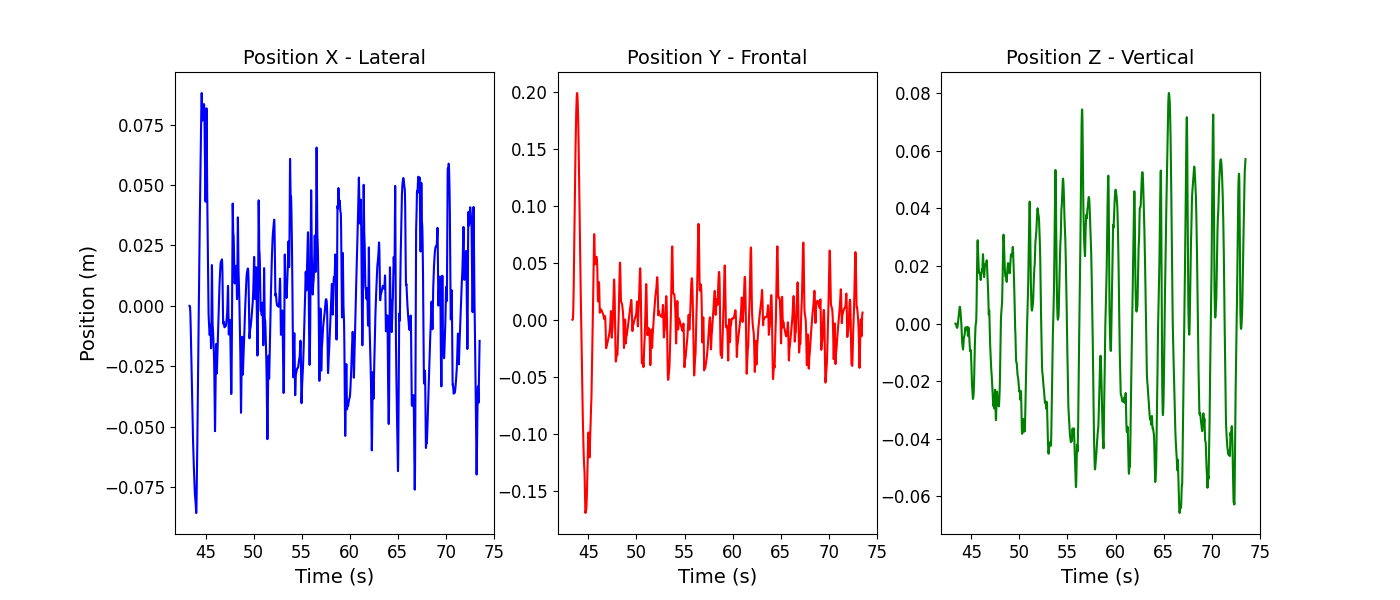 Position X - Lateral
Position Y - Frontal
Position Z - Vertical
Position (m)
0.075
0.050
0.025
0.000
−0.025
−0.050
−0.075
45 50 55 60 65 70 75
Time (s)
0.20
0.15
0.10
0.05
0.00
−0.05
−0.10
−0.15
45 50 55 60 65 70 75
Time (s)
0.08
0.06
0.04
0.02
0.00
−0.02
−0.04
−0.06
45 50 55 60 65 70 75
Time (s)